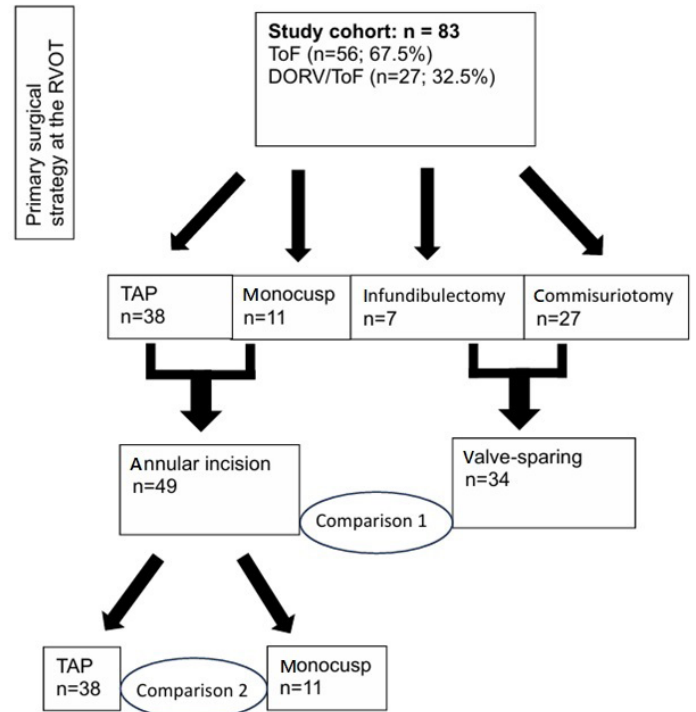 Primary surgical
strategy at the RVOT
Study cohort: n = 83
ToF (n=56; 67.5%)
DORV/ToF (n=27; 32.5%)
TAP
n=38
Monocusp
n=11
Infundibulectomy
n=7
Commisuriotomy
n=27
Annular incision
n=49
Comparison 1
Valve-sparing
n=34
TAP
n=38
Comparison 2
Monocusp
n=11